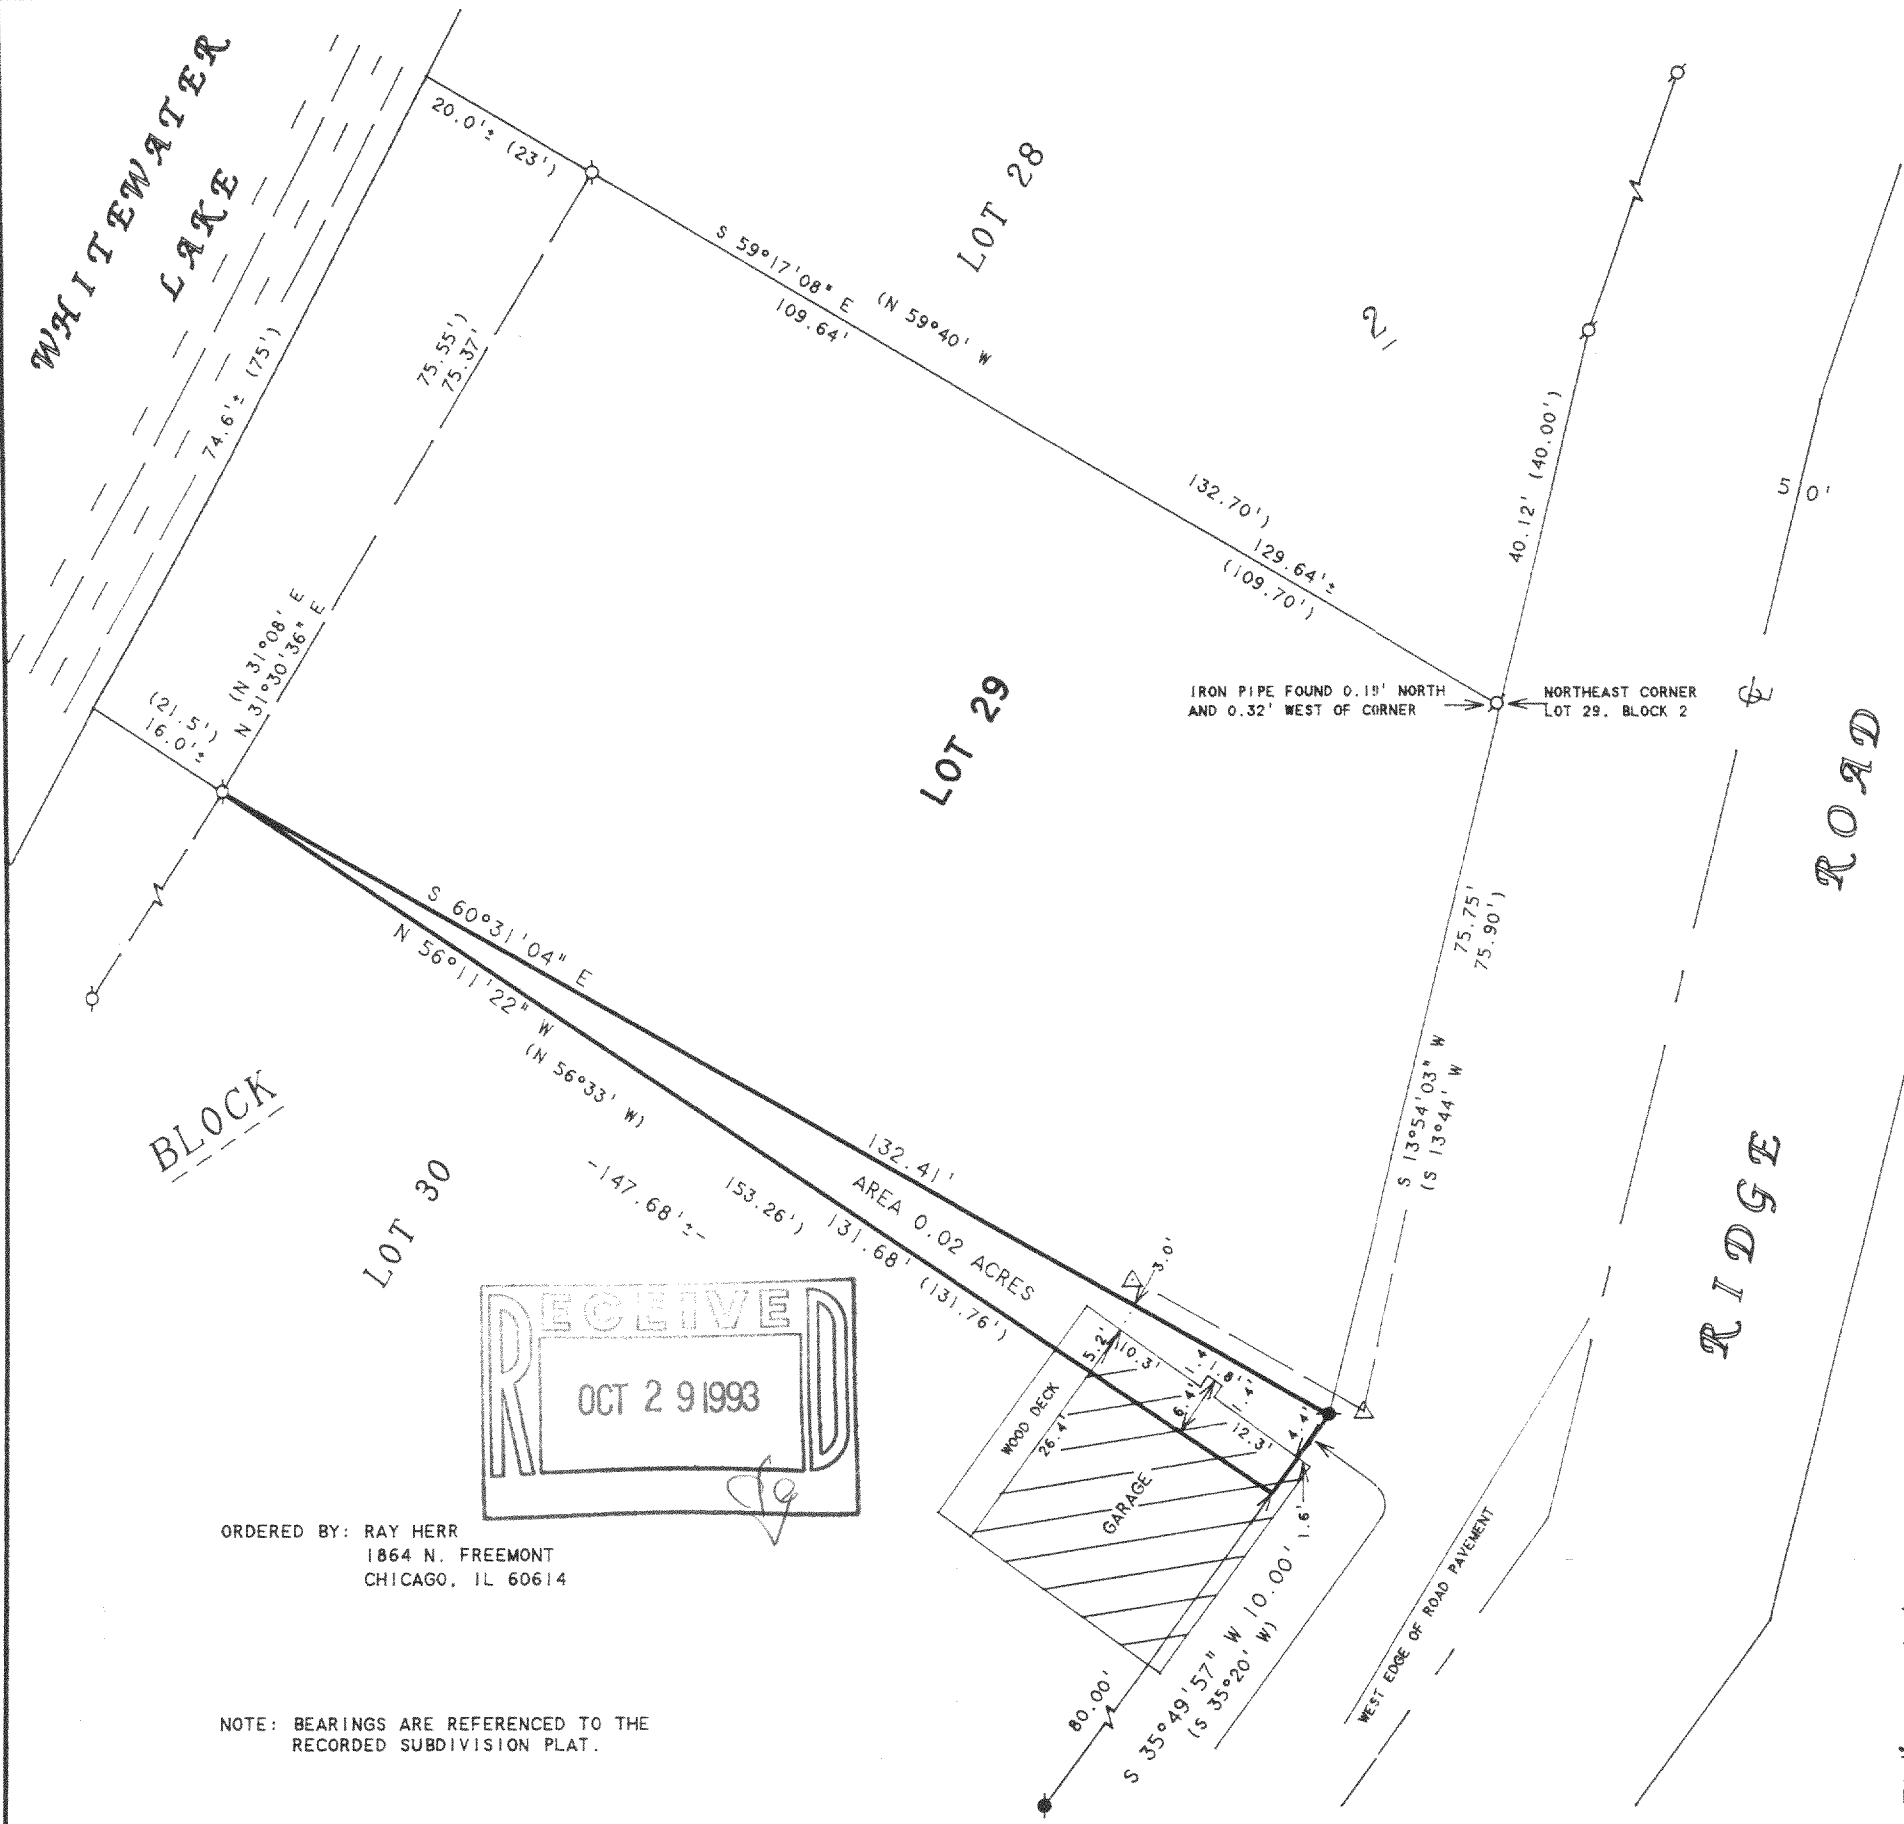 WHITEWATER
LAKE
20.0'± (23')
LOT 28
S 59°17'08" E (N 59°40' W
109.64'
2
75.55')
75.37'
74.6'± (75')
40.12' (40.00')
50'
132.70')
129.64'±
(109.70')
(N 31°08' E
N 31°30'36" E
(21.5')
16.0'±
LOT 29
IRON PIPE FOUND 0.19' NORTH
AND 0.32' WEST OF CORNER
NORTHEAST CORNER
LOT 29, BLOCK 2
RIDGE ROAD
75.75'
75.90')
S 13°54'03" W
(S 13°44' W
S 60°31'04" E
N 56°11'22" W
(N 56°33' W)
132.41'
AREA 0.02 ACRES
-147.68'±-
153.26') 131.68' (131.76')
BLOCK
LOT 30
3.0'
5.2'
10.3'
1.4'
1.8'
1.4'
6.4'
12.3'
4.4'
WOOD DECK
26.4'
GARAGE
1.6'
RECEIVED
OCT 29 1993
ORDERED BY: RAY HERR
1864 N. FREEMONT
CHICAGO, IL 60614
S 35°49'57" W 10.00'
(S 35°20' W)
80.00'
WEST EDGE OF ROAD PAVEMENT
NOTE: BEARINGS ARE REFERENCED TO THE
RECORDED SUBDIVISION PLAT.